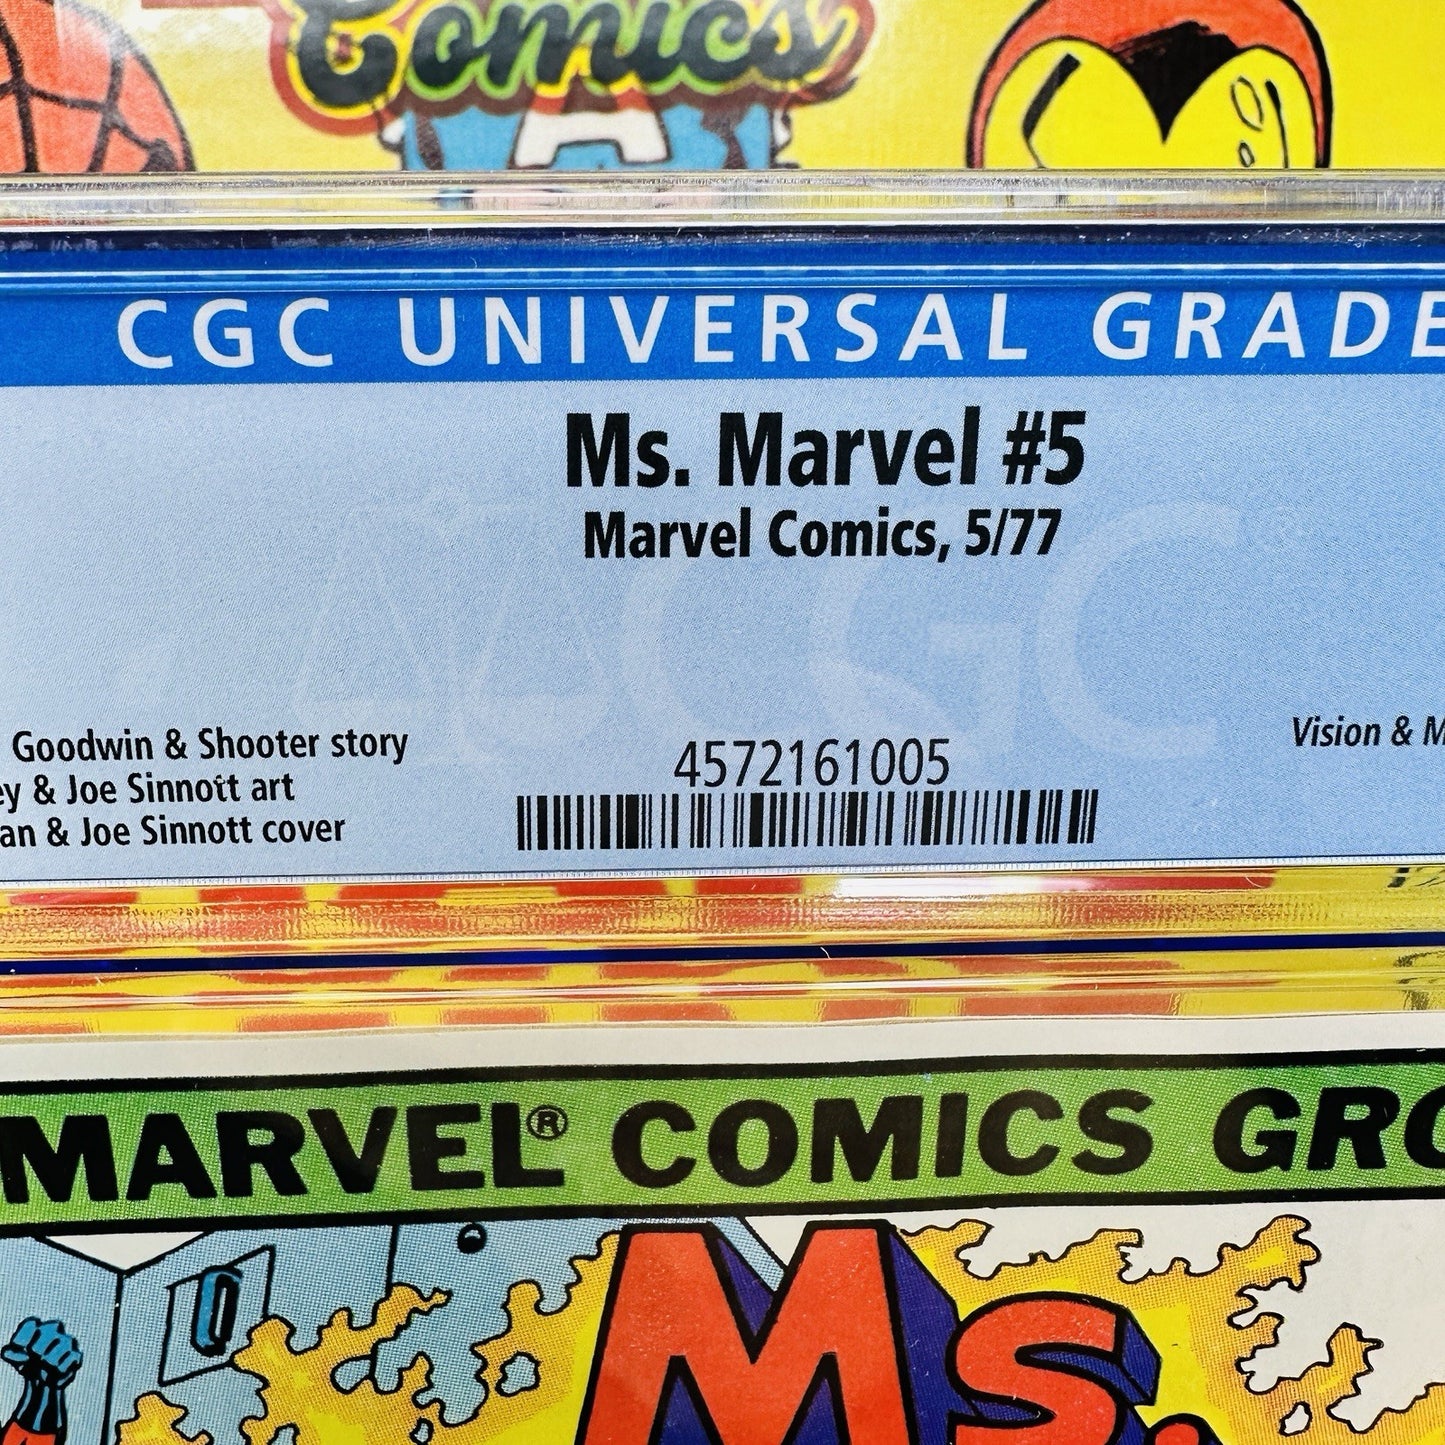 Comics
A
CGC UNIVERSAL GRADE
Ms. Marvel #5
Marvel Comics, 5/77
CGC
Goodwin & Shooter story
& Joe Sinnott art
& Joe Sinnott cover
4572161005
Vision &
MARVEL® COMICS
Ms.